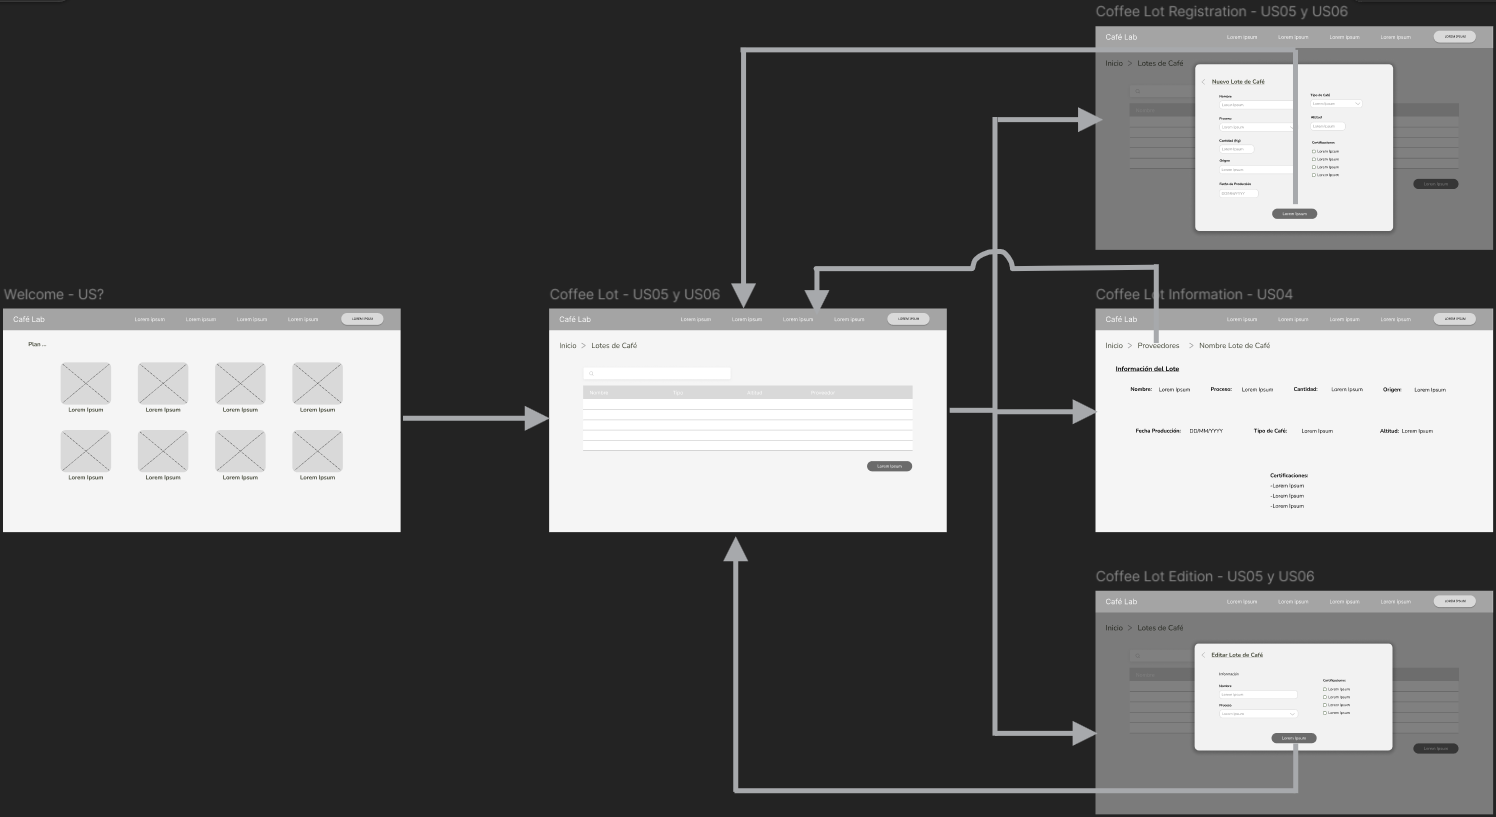 Coffee Lot Registration - US05 y US06
Café Lab
Lorem Ipsum Lorem Ipsum Lorem Ipsum Lorem Ipsum LOREM IPSUM
Inicio > Lotes de Café
Nuevo Lote de Café
Nombre
Lorem Ipsum
Tipo de Café
Lorem Ipsum
Proceso
Lorem Ipsum
Altitud
Lorem Ipsum
Cantidad (Kg)
Lorem Ipsum
Certificaciones
Lorem Ipsum
Lorem Ipsum
Lorem Ipsum
Lorem Ipsum
Origen
Lorem Ipsum
Fecha de Producción
DD/MM/YYYY
Lorem Ipsum
Lorem Ipsum
Welcome - US?
Café Lab
Lorem Ipsum Lorem Ipsum Lorem Ipsum Lorem Ipsum LOREM IPSUM
Plan ...
Lorem Ipsum Lorem Ipsum Lorem Ipsum Lorem Ipsum
Lorem Ipsum Lorem Ipsum Lorem Ipsum Lorem Ipsum
Coffee Lot - US05 y US06
Café Lab
Lorem Ipsum Lorem Ipsum Lorem Ipsum Lorem Ipsum LOREM IPSUM
Inicio > Lotes de Café
Nombre Tipo Altitud Proveedor
Lorem Ipsum
Coffee Lot Information - US04
Café Lab
Lorem Ipsum Lorem Ipsum Lorem Ipsum Lorem Ipsum LOREM IPSUM
Inicio > Proveedores > Nombre Lote de Café
Información del Lote
Nombre: Lorem Ipsum Proceso: Lorem Ipsum Cantidad: Lorem Ipsum Origen: Lorem Ipsum
Fecha Producción: DD/MM/YYYY Tipo de Café: Lorem Ipsum Altitud: Lorem Ipsum
Certificaciones:
-Lorem Ipsum
-Lorem Ipsum
-Lorem Ipsum
Coffee Lot Edition - US05 y US06
Café Lab
Lorem Ipsum Lorem Ipsum Lorem Ipsum Lorem Ipsum LOREM IPSUM
Inicio > Lotes de Café
Editar Lote de Café
Información
Nombre
Lorem Ipsum
Proceso
Lorem Ipsum
Certificaciones
Lorem Ipsum
Lorem Ipsum
Lorem Ipsum
Lorem Ipsum
Lorem Ipsum
Lorem Ipsum